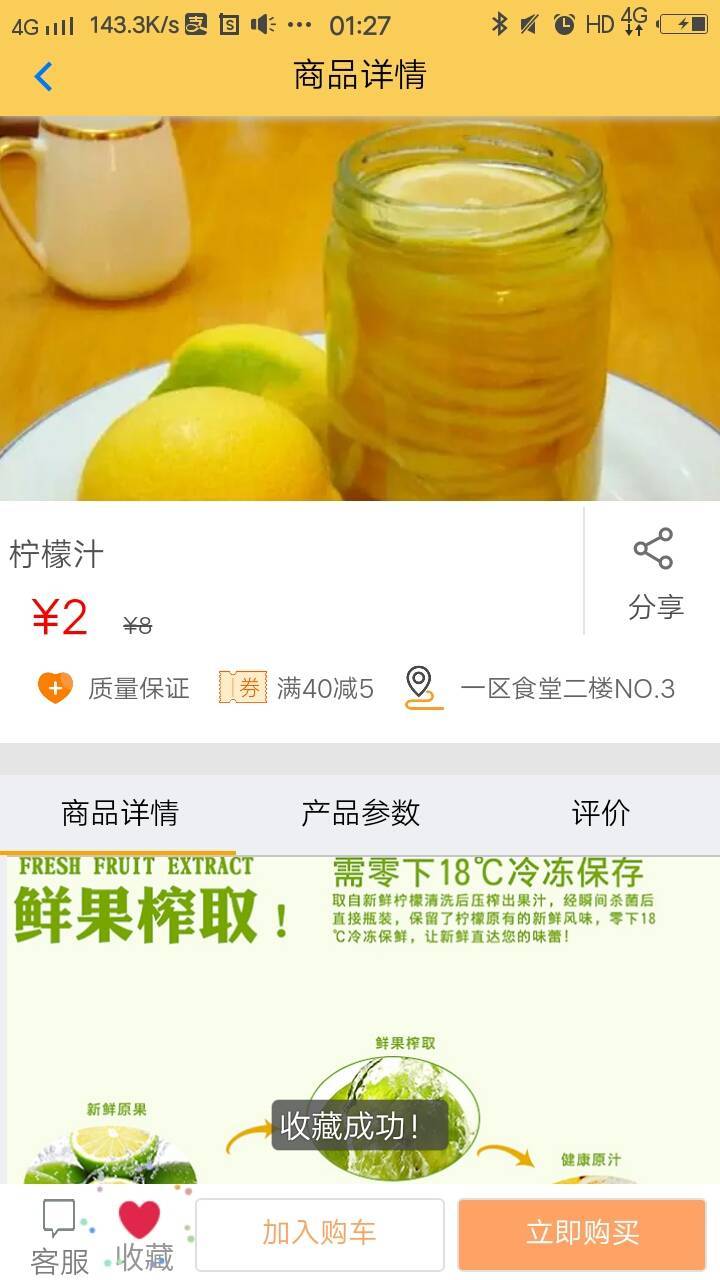 4G 143.3K/s 01:27 HD 4G
商品详情
柠檬汁
分享
¥2 ¥8
质量保证 券 满40减5 一区食堂二楼NO.3
商品详情 产品参数 评价
FRESH FRUIT EXTRACT
鲜果榨取！
需零下18℃冷冻保存
取自新鲜柠檬清洗后压榨出果汁，经瞬间杀菌后
直接瓶装，保留了柠檬原有的新鲜风味，零下18
℃冷冻保鲜，让新鲜直达您的味蕾！
鲜果榨取
新鲜原果
收藏成功！
健康原汁
客服 收藏 加入购车 立即购买